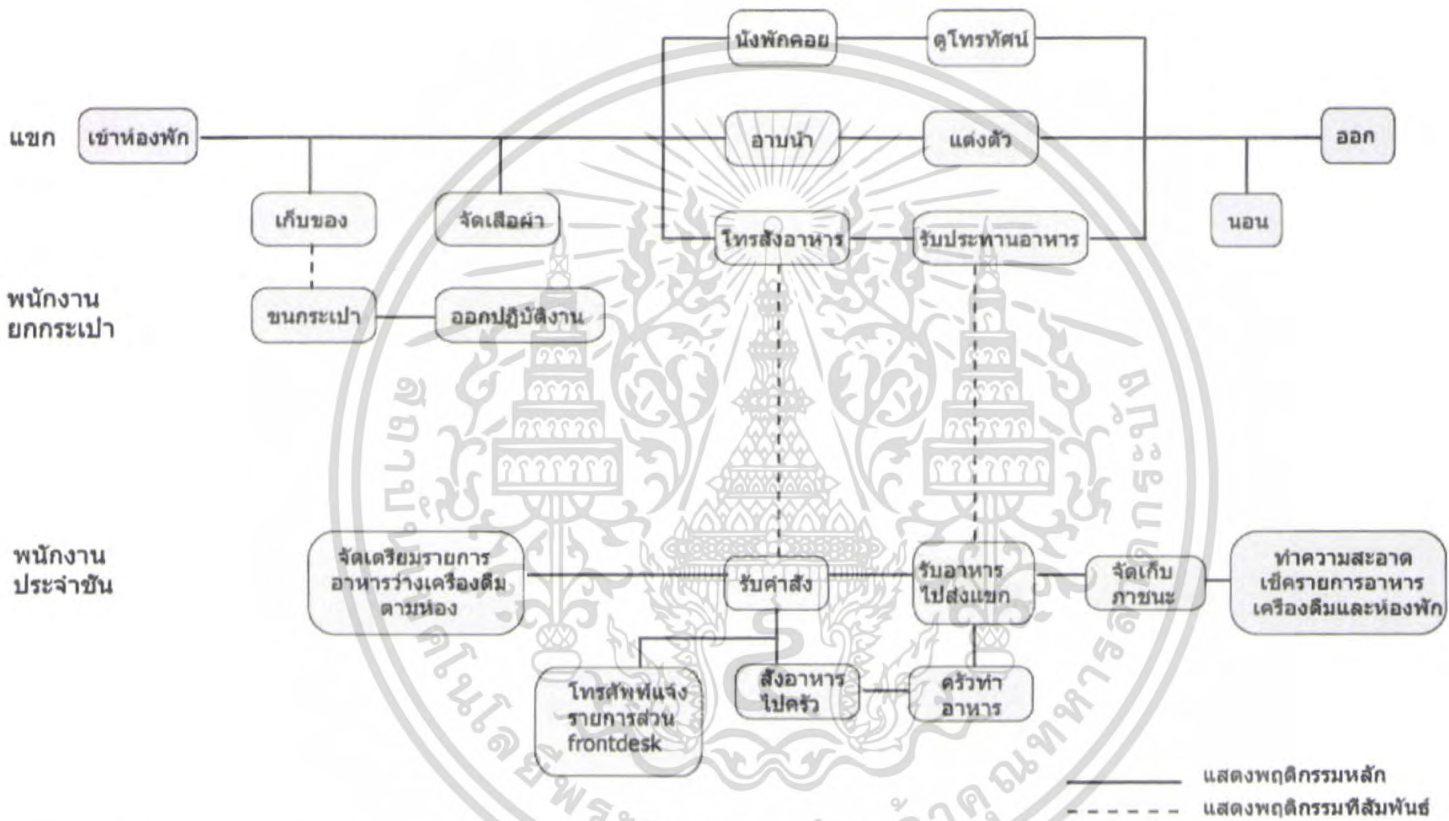 นั่งพักคอย
ดูโทรทัศน์
แขก
เข้าห้องพัก
อาบน้ำ
แต่งตัว
ออก
เก็บของ
จัดเสื้อผ้า
โทรสั่งอาหาร
รับประทานอาหาร
นอน
พนักงาน
ยกกระเป๋า
ขนกระเป๋า
ออกปฏิบัติงาน
พนักงาน
ประจำชั้น
จัดเตรียมรายการ
อาหารว่างเครื่องดื่ม
ตามห้อง
รับคำสั่ง
รับอาหาร
ไปส่งแขก
จัดเก็บ
ภาชนะ
ทำความสะอาด
เช็ครายการอาหาร
เครื่องดื่มและห้องพัก
โทรศัพท์แจ้ง
รายการส่วน
frontdesk
สั่งอาหาร
ไปครัว
ครัวทำ
อาหาร
แสดงพฤติกรรมหลัก
แสดงพฤติกรรมที่สัมพันธ์